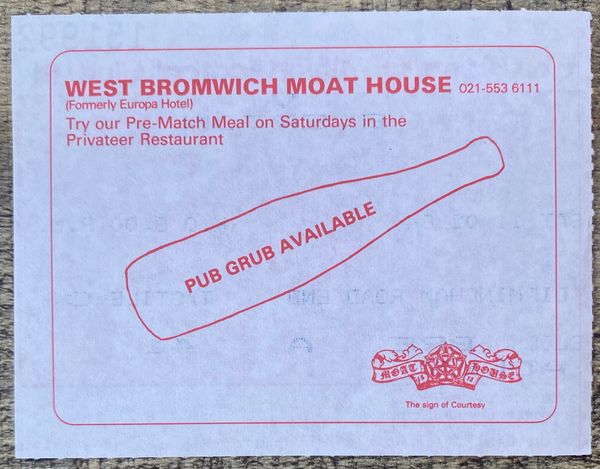 WEST BROMWICH MOAT HOUSE 021-553 6111
(Formerly Europa Hotel)
Try our Pre-Match Meal on Saturdays in the
Privateer Restaurant
PUB GRUB AVAILABLE
MOAT HOUSE
The sign of Courtesy